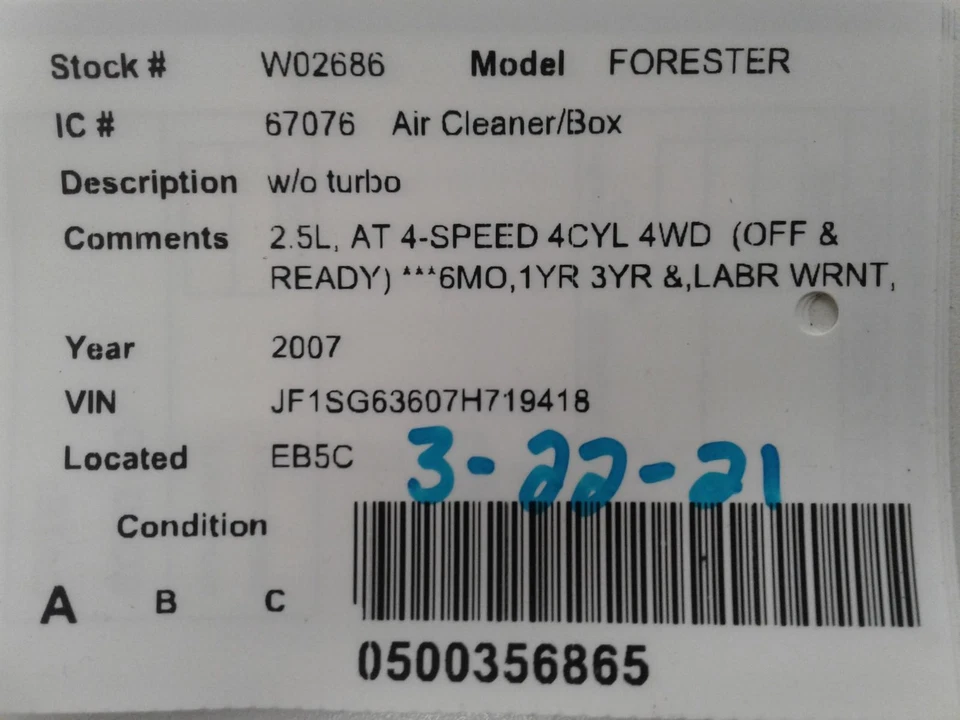 Stock # W02686 Model FORESTER
IC # 67076 Air Cleaner/Box
Description w/o turbo
Comments 2.5L, AT 4-SPEED 4CYL 4WD (OFF &
READY) ***6MO,1YR 3YR &,LABR WRNT,
Year 2007
VIN JF1SG63607H719418
Located EB5C
3-22-21
Condition
A B C
0500356865